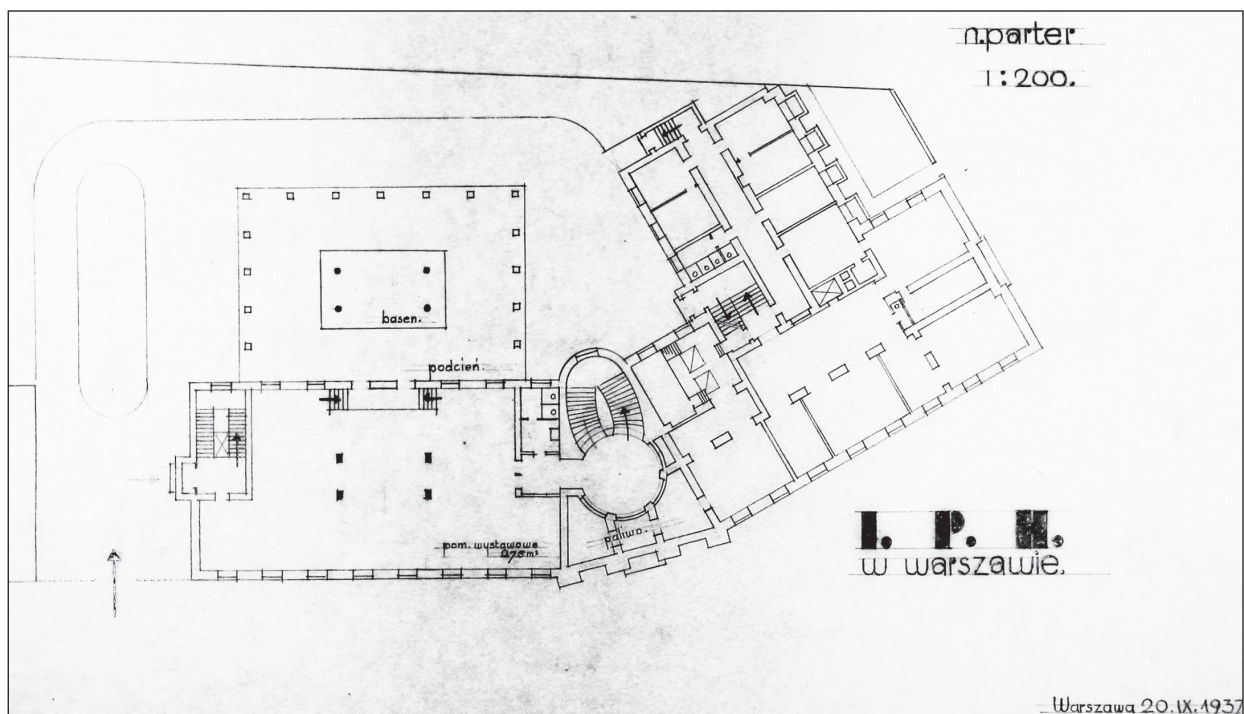 n.parter
1:200.
basen.
podcień.
pom. wystawowe
paliwo.
I. P. H.
w warszawie.
Warszawa 20.IX.1937